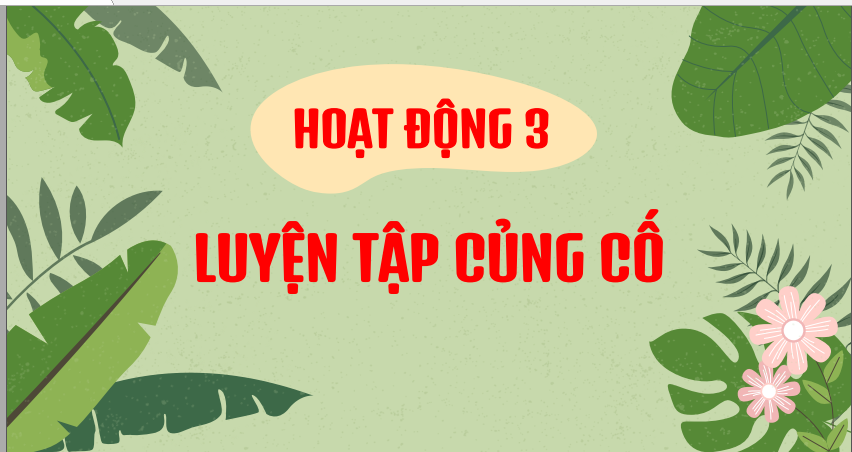 HOẠT ĐỘNG 3
LUYỆN TẬP CỦNG CỐ